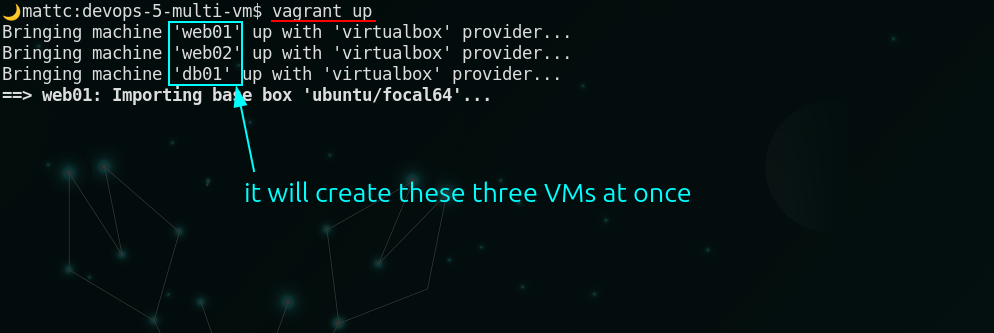 🌙mattc:devops-5-multi-vm$ vagrant up
Bringing machine 'web01' up with 'virtualbox' provider...
Bringing machine 'web02' up with 'virtualbox' provider...
Bringing machine 'db01' up with 'virtualbox' provider...
==> web01: Importing base box 'ubuntu/focal64'...
it will create these three VMs at once